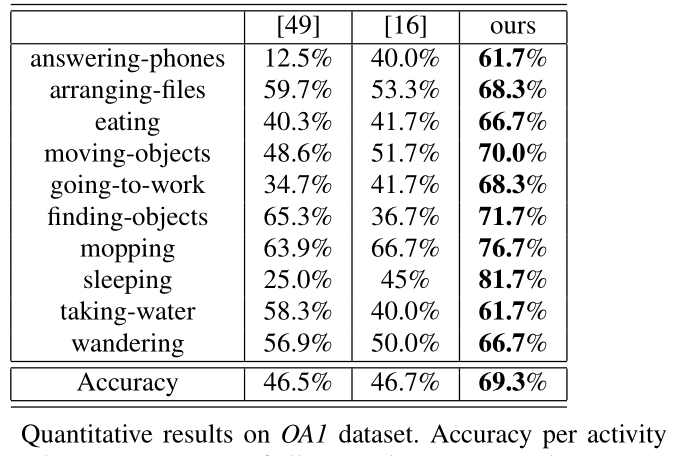 [49] [16] ours
answering-phones 12.5% 40.0% 61.7%
arranging-files 59.7% 53.3% 68.3%
eating 40.3% 41.7% 66.7%
moving-objects 48.6% 51.7% 70.0%
going-to-work 34.7% 41.7% 68.3%
finding-objects 65.3% 36.7% 71.7%
mopping 63.9% 66.7% 76.7%
sleeping 25.0% 45% 81.7%
taking-water 58.3% 40.0% 61.7%
wandering 56.9% 50.0% 66.7%
Accuracy 46.5% 46.7% 69.3%
Quantitative results on OA1 dataset. Accuracy per activity